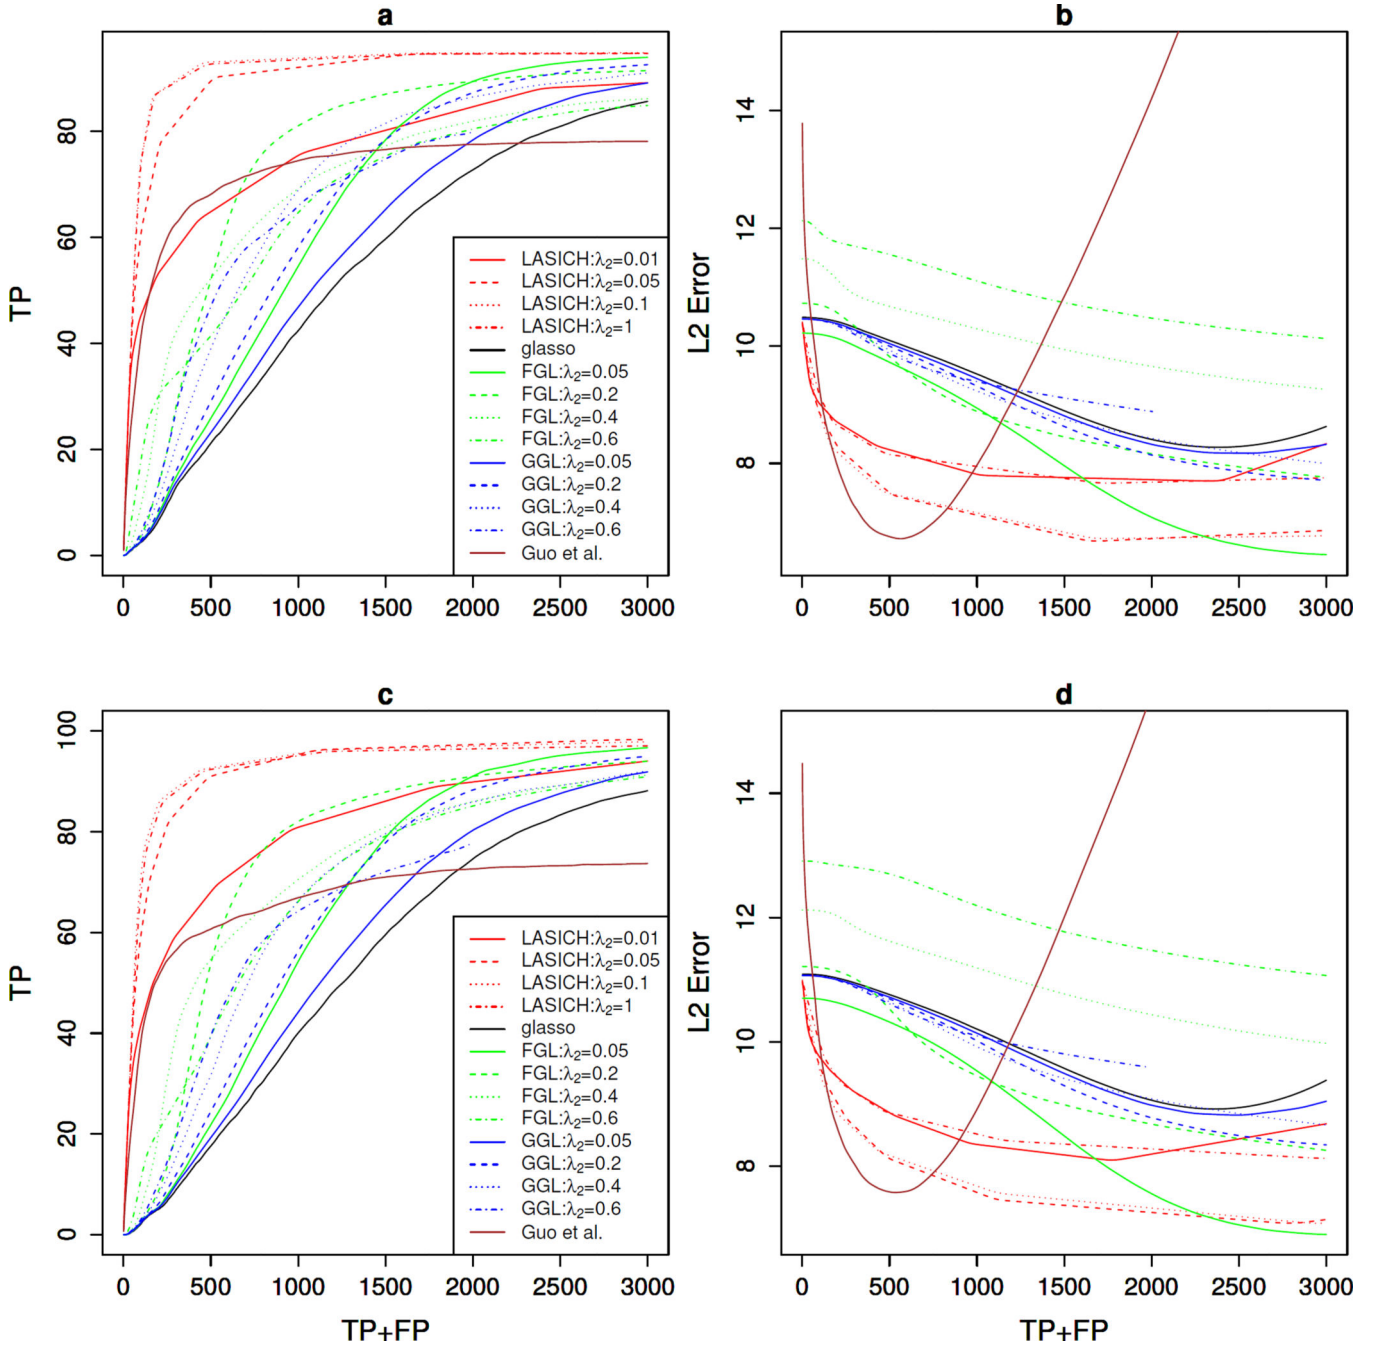 a
TP
80
60
40
20
0
0 500 1000 1500 2000 2500 3000
LASICH:λ₂=0.01
LASICH:λ₂=0.05
LASICH:λ₂=0.1
LASICH:λ₂=1
glasso
FGL:λ₂=0.05
FGL:λ₂=0.2
FGL:λ₂=0.4
FGL:λ₂=0.6
GGL:λ₂=0.05
GGL:λ₂=0.2
GGL:λ₂=0.4
GGL:λ₂=0.6
Guo et al.
b
L2 Error
14
12
10
8
0 500 1000 1500 2000 2500 3000
c
TP
100
80
60
40
20
0
0 500 1000 1500 2000 2500 3000
TP+FP
LASICH:λ₂=0.01
LASICH:λ₂=0.05
LASICH:λ₂=0.1
LASICH:λ₂=1
glasso
FGL:λ₂=0.05
FGL:λ₂=0.2
FGL:λ₂=0.4
FGL:λ₂=0.6
GGL:λ₂=0.05
GGL:λ₂=0.2
GGL:λ₂=0.4
GGL:λ₂=0.6
Guo et al.
d
L2 Error
14
12
10
8
0 500 1000 1500 2000 2500 3000
TP+FP